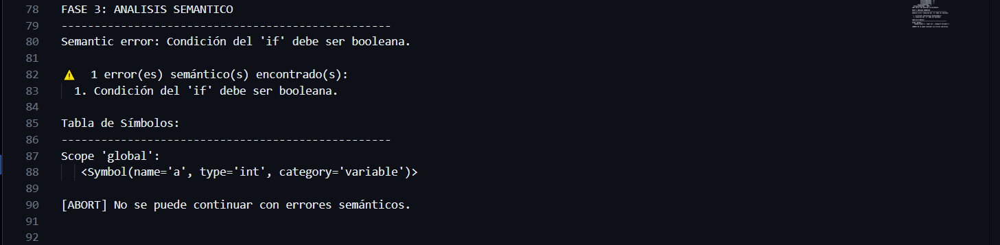 78 FASE 3: ANALISIS SEMANTICO
79 --------------------------------------------------
80 Semantic error: Condición del 'if' debe ser booleana.
81
82 ⚠️ 1 error(es) semántico(s) encontrado(s):
83 1. Condición del 'if' debe ser booleana.
84
85 Tabla de Símbolos:
86 --------------------------------------------------
87 Scope 'global':
88 <Symbol(name='a', type='int', category='variable')>
89
90 [ABORT] No se puede continuar con errores semánticos.
91
92